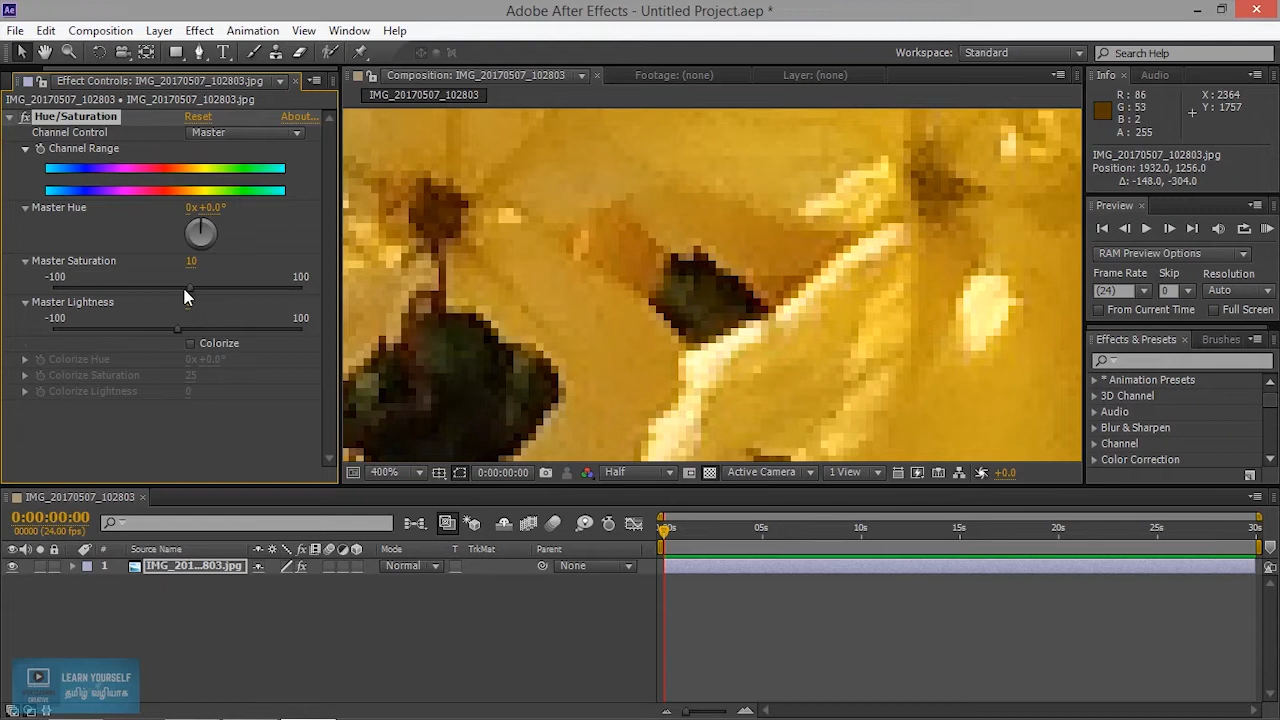 Ae Adobe After Effects - Untitled Project.aep *
File Edit Composition Layer Effect Animation View Window Help
Workspace: Standard Search Help
Effect Controls: IMG_20170507_102803.jpg
Composition: IMG_20170507_102803 Footage: (none) Layer: (none)
Info Audio
IMG_20170507_102803 • IMG_20170507_102803.jpg
IMG_20170507_102803
fx Hue/Saturation Reset About...
Channel Control Master
Channel Range
Master Hue 0x+0.0°
Master Saturation 10
-100 100
Master Lightness
-100 100
Colorize
Colorize Hue 0x+0.0°
Colorize Saturation 25
Colorize Lightness 0
R : 86 X : 2364
G : 53 Y : 1757
B : 2
A : 255
IMG_20170507_102803.jpg
Position: 1932.0, 1256.0
Δ: -148.0, -304.0
Preview
RAM Preview Options
Frame Rate Skip Resolution
(24) 0 Auto
From Current Time Full Screen
Effects & Presets Brushes
* Animation Presets
3D Channel
Audio
Blur & Sharpen
Channel
Color Correction
400% 0:00:00:00 Half Active Camera 1 View +0.0
IMG_20170507_102803
0:00:00:00
00000 (24.00 fps)
05s 10s 15s 20s 25s 30s
# Source Name Mode T TrkMat Parent
1 IMG_201...803.jpg fx Normal None
LEARN YOURSELF
தமிழ் வழியாக
CREATIVE